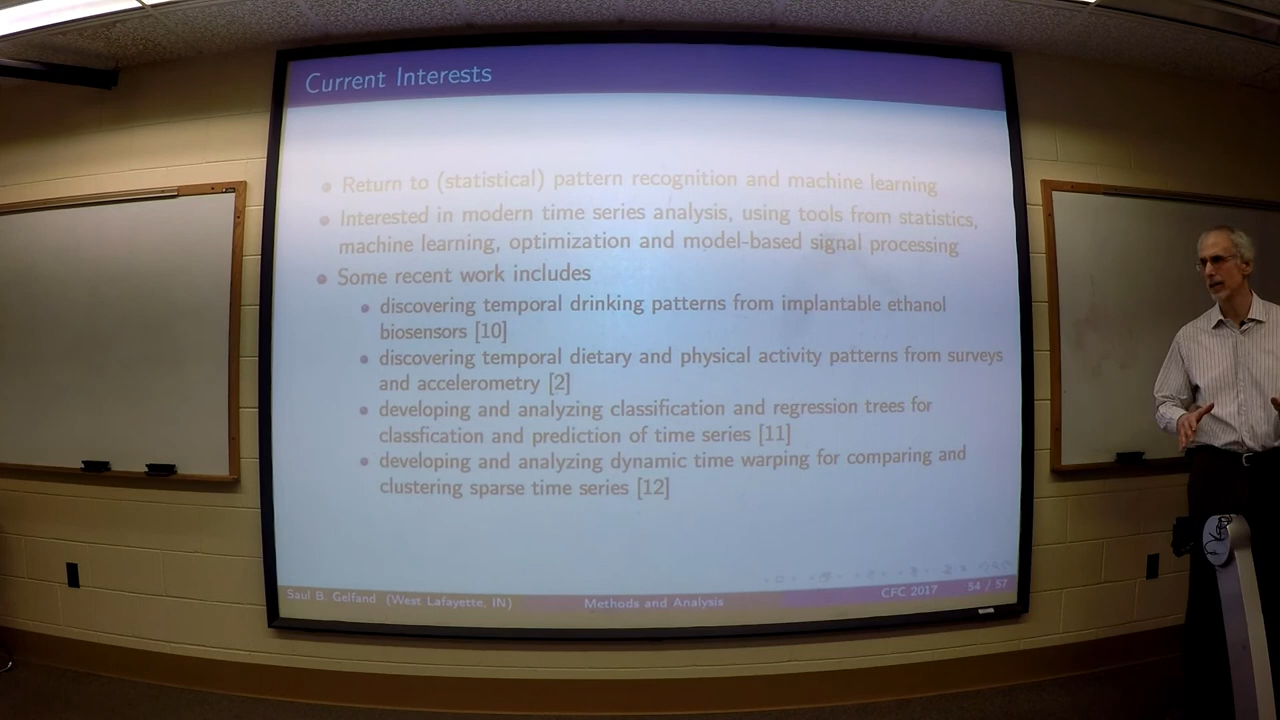 Current Interests
Return to (statistical) pattern recognition and machine learning
Interested in modern time series analysis, using tools from statistics,
machine learning, optimization and model-based signal processing
Some recent work includes
discovering temporal drinking patterns from implantable ethanol
biosensors [10]
discovering temporal dietary and physical activity patterns from surveys
and accelerometry [2]
developing and analyzing classification and regression trees for
classfication and prediction of time series [11]
developing and analyzing dynamic time warping for comparing and
clustering sparse time series [12]
Saul B. Gelfand (West Lafayette, IN) Methods and Analysis CFC 2017 54 / 57